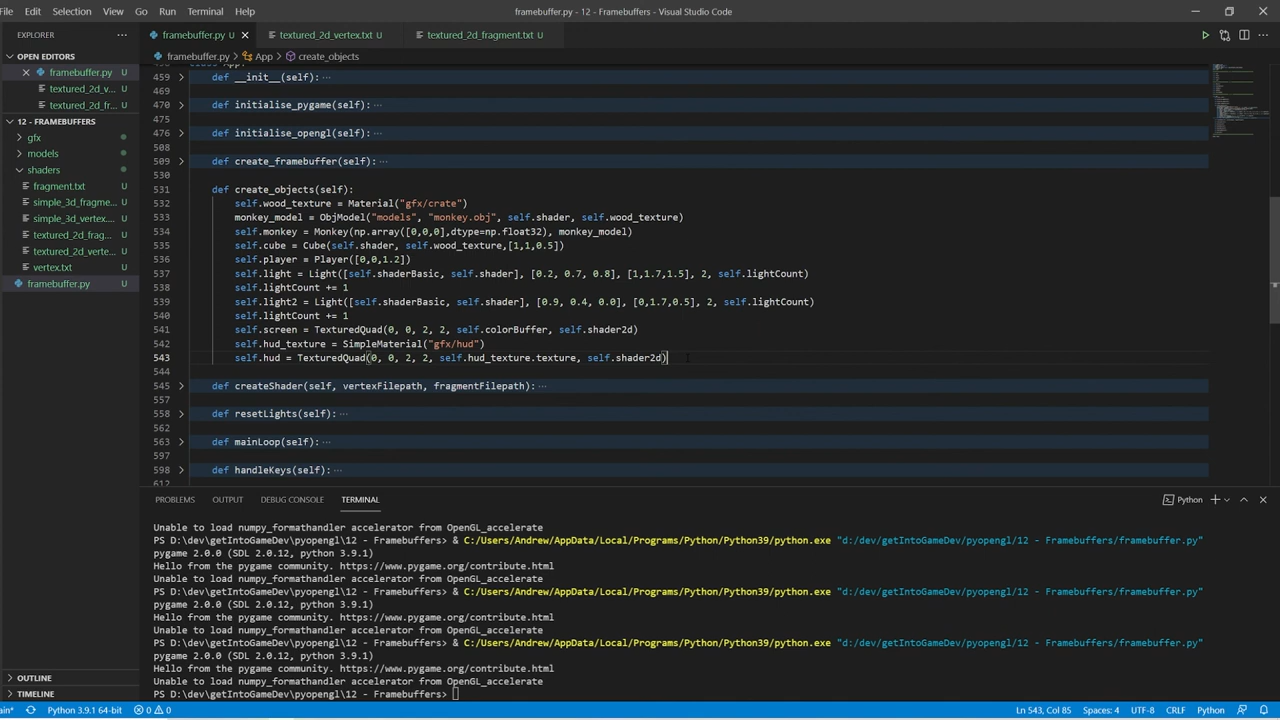 File Edit Selection View Go Run Terminal Help
framebuffer.py - 12 - Framebuffers - Visual Studio Code
EXPLORER
OPEN EDITORS
framebuffer.py U
textured_2d_v... U
textured_2d_fr... U
12 - FRAMEBUFFERS
gfx
models
shaders
fragment.txt U
simple_3d_fragme... U
simple_3d_vertex.... U
textured_2d_frag... U
textured_2d_verte... U
vertex.txt U
framebuffer.py U
OUTLINE
TIMELINE
framebuffer.py U
textured_2d_vertex.txt U
textured_2d_fragment.txt U
framebuffer.py > App > create_objects
459 def __init__(self): ...
469
470 def initialise_pygame(self): ...
475
476 def initialise_opengl(self): ...
508
509 def create_framebuffer(self): ...
530
531 def create_objects(self):
532 self.wood_texture = Material("gfx/crate")
533 monkey_model = ObjModel("models", "monkey.obj", self.shader, self.wood_texture)
534 self.monkey = Monkey(np.array([0,0,0],dtype=np.float32), monkey_model)
535 self.cube = Cube(self.shader, self.wood_texture,[1,1,0.5])
536 self.player = Player([0,0,1.2])
537 self.light = Light([self.shaderBasic, self.shader], [0.2, 0.7, 0.8], [1,1.7,1.5], 2, self.lightCount)
538 self.lightCount += 1
539 self.light2 = Light([self.shaderBasic, self.shader], [0.9, 0.4, 0.0], [0,1.7,0.5], 2, self.lightCount)
540 self.lightCount += 1
541 self.screen = TexturedQuad(0, 0, 2, 2, self.colorBuffer, self.shader2d)
542 self.hud_texture = SimpleMaterial("gfx/hud")
543 self.hud = TexturedQuad(0, 0, 2, 2, self.hud_texture.texture, self.shader2d)
544
545 def createShader(self, vertexFilepath, fragmentFilepath): ...
557
558 def resetLights(self): ...
562
563 def mainLoop(self): ...
597
598 def handleKeys(self): ...
612
PROBLEMS OUTPUT DEBUG CONSOLE TERMINAL
Python
Unable to load numpy_formathandler accelerator from OpenGL_accelerate
PS D:\dev\getIntoGameDev\pyopengl\12 - Framebuffers> & C:/Users/Andrew/AppData/Local/Programs/Python/Python39/python.exe "d:/dev/getIntoGameDev/pyopengl/12 - Framebuffers/framebuffer.py"
pygame 2.0.0 (SDL 2.0.12, python 3.9.1)
Hello from the pygame community. https://www.pygame.org/contribute.html
Unable to load numpy_formathandler accelerator from OpenGL_accelerate
PS D:\dev\getIntoGameDev\pyopengl\12 - Framebuffers> & C:/Users/Andrew/AppData/Local/Programs/Python/Python39/python.exe "d:/dev/getIntoGameDev/pyopengl/12 - Framebuffers/framebuffer.py"
pygame 2.0.0 (SDL 2.0.12, python 3.9.1)
Hello from the pygame community. https://www.pygame.org/contribute.html
Unable to load numpy_formathandler accelerator from OpenGL_accelerate
PS D:\dev\getIntoGameDev\pyopengl\12 - Framebuffers> & C:/Users/Andrew/AppData/Local/Programs/Python/Python39/python.exe "d:/dev/getIntoGameDev/pyopengl/12 - Framebuffers/framebuffer.py"
pygame 2.0.0 (SDL 2.0.12, python 3.9.1)
Hello from the pygame community. https://www.pygame.org/contribute.html
Unable to load numpy_formathandler accelerator from OpenGL_accelerate
PS D:\dev\getIntoGameDev\pyopengl\12 - Framebuffers>
ain* Python 3.9.1 64-bit 0 0 Ln 543, Col 85 Spaces: 4 UTF-8 CRLF Python